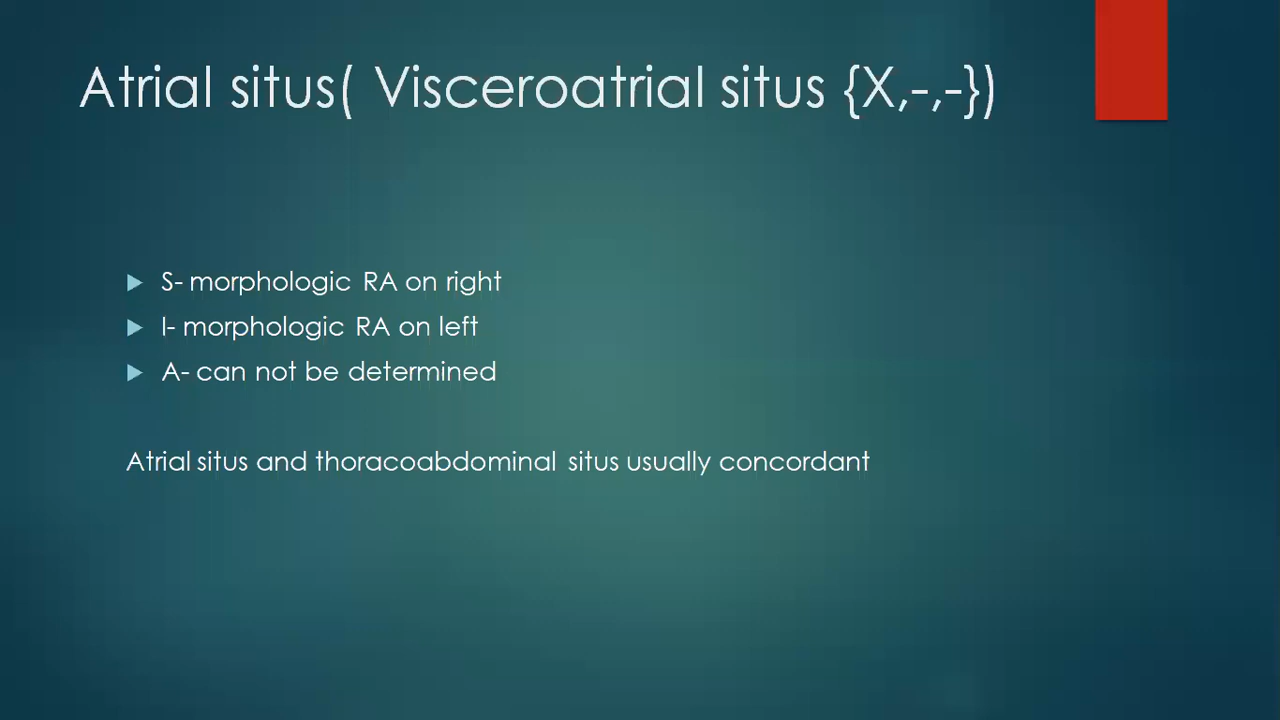 Atrial situs( Visceroatrial situs {X,-,-})
S- morphologic RA on right
I- morphologic RA on left
A- can not be determined
Atrial situs and thoracoabdominal situs usually concordant